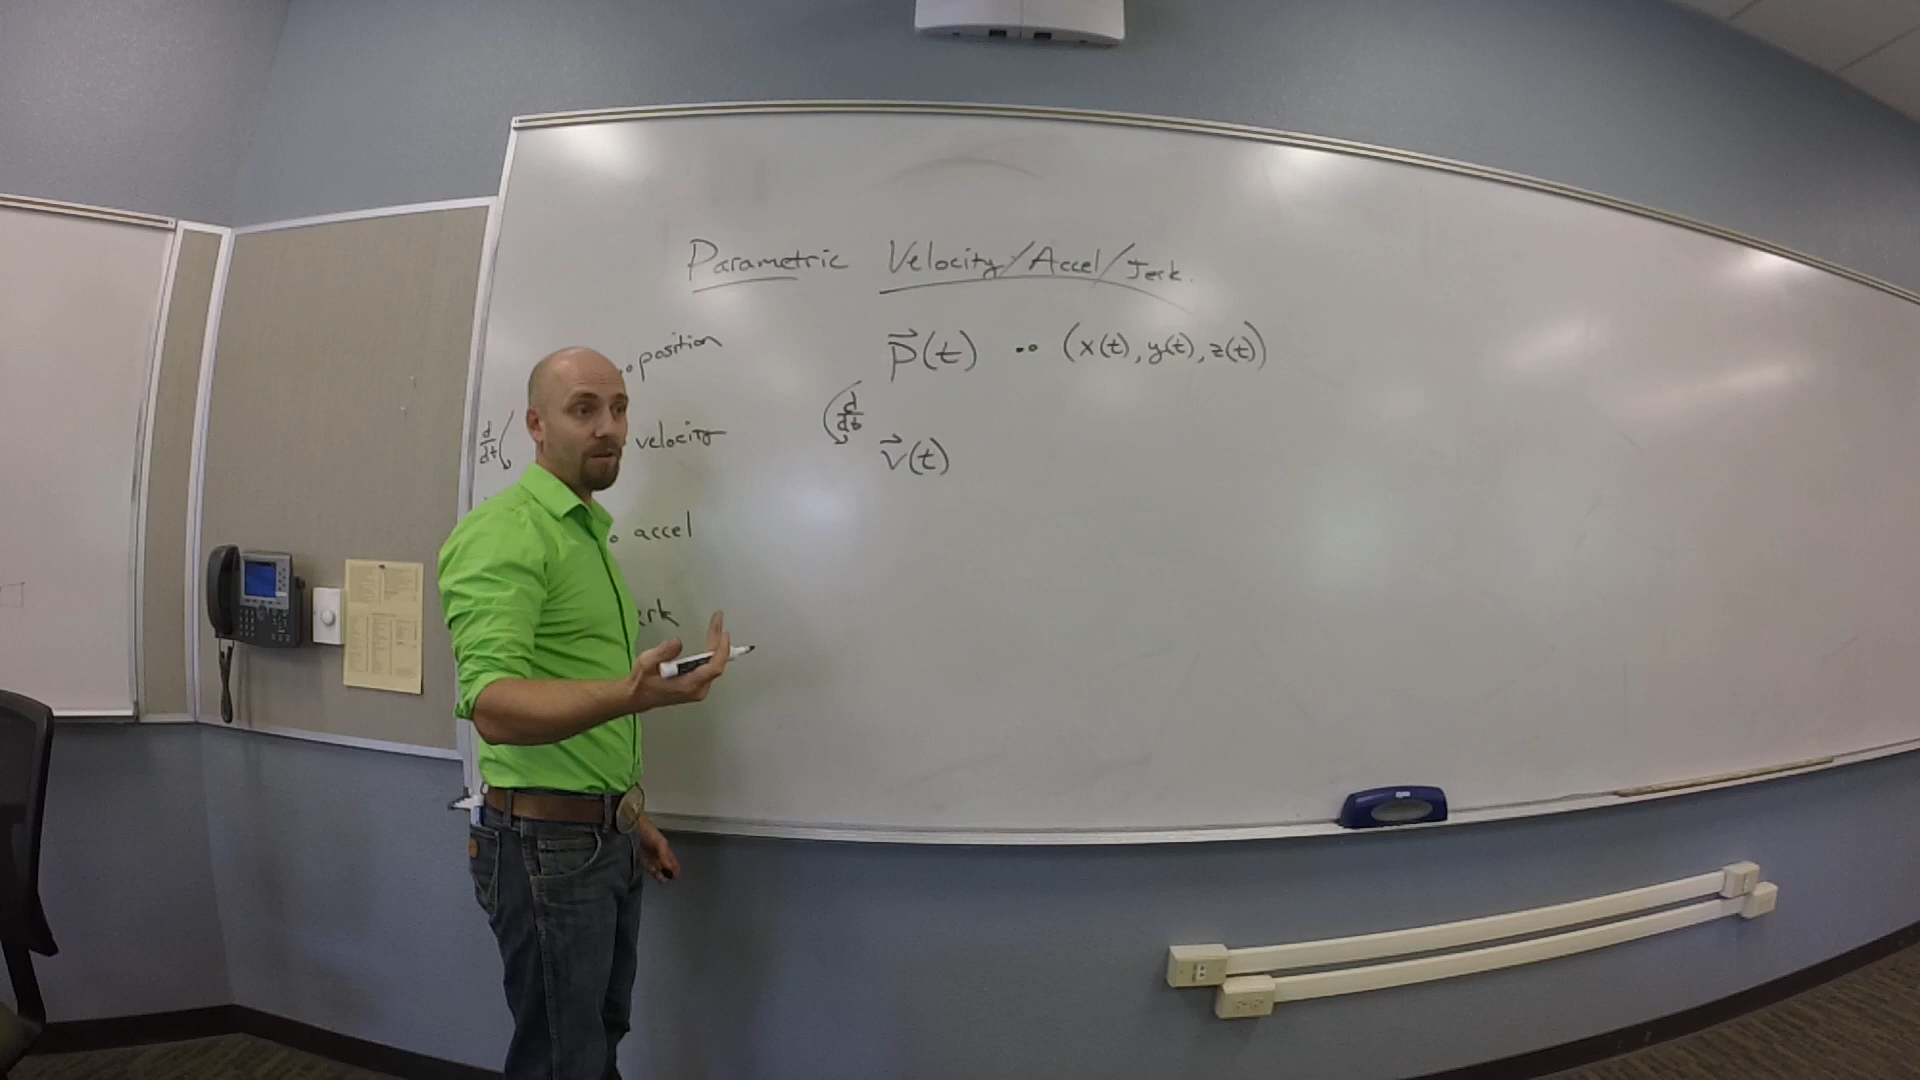 Parametric Velocity/Accel/Jerk.
position
d/dt
velocity
accel
erk
p⃗(t) (x(t), y(t), z(t))
d/dt
v⃗(t)